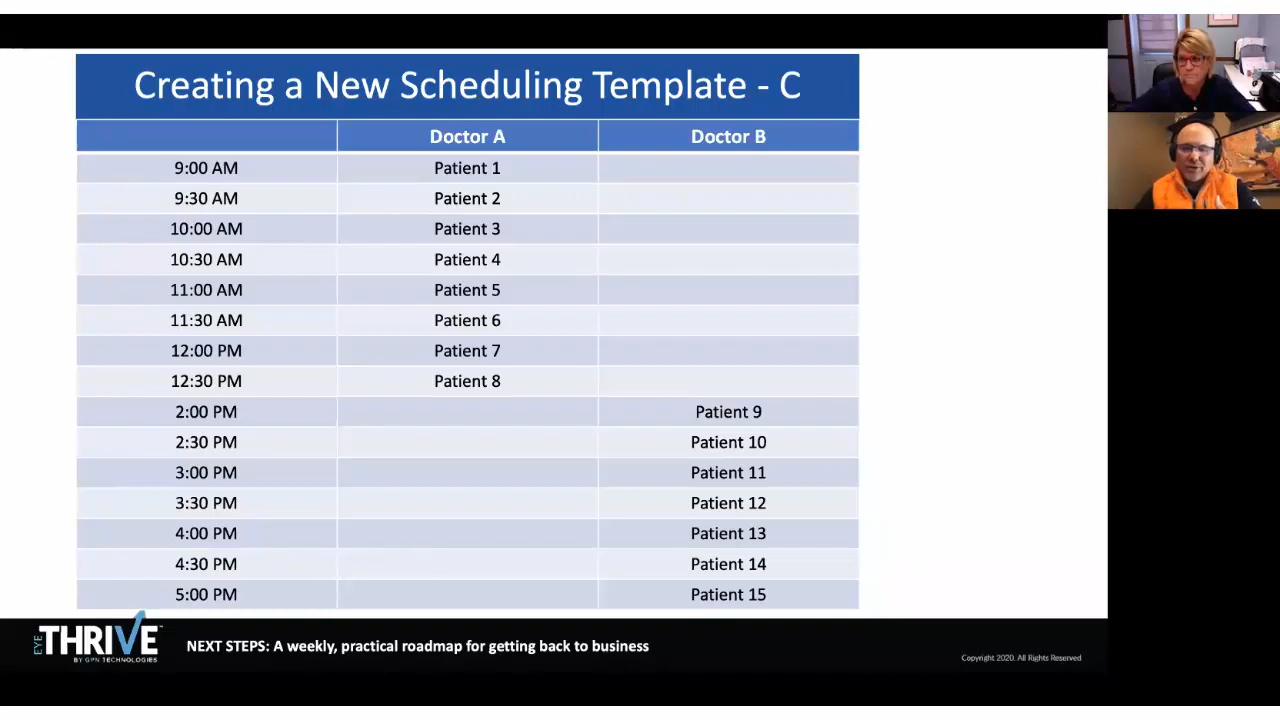 Creating a New Scheduling Template - C
Doctor A Doctor B
9:00 AM Patient 1
9:30 AM Patient 2
10:00 AM Patient 3
10:30 AM Patient 4
11:00 AM Patient 5
11:30 AM Patient 6
12:00 PM Patient 7
12:30 PM Patient 8
2:00 PM Patient 9
2:30 PM Patient 10
3:00 PM Patient 11
3:30 PM Patient 12
4:00 PM Patient 13
4:30 PM Patient 14
5:00 PM Patient 15
EYE THRIVE™
BY GPN TECHNOLOGIES
NEXT STEPS: A weekly, practical roadmap for getting back to business
Copyright 2020. All Rights Reserved